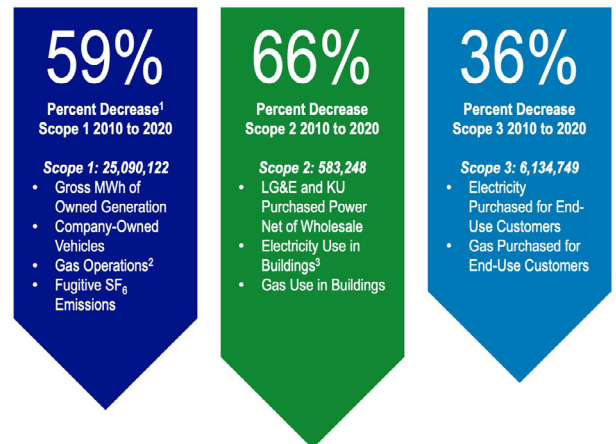 59%
Percent Decrease¹
Scope 1 2010 to 2020
Scope 1: 25,090,122
• Gross MWh of
Owned Generation
• Company-Owned
Vehicles
• Gas Operations²
• Fugitive SF₆
Emissions
66%
Percent Decrease
Scope 2 2010 to 2020
Scope 2: 583,248
• LG&E and KU
Purchased Power
Net of Wholesale
• Electricity Use in
Buildings³
• Gas Use in Buildings
36%
Percent Decrease
Scope 3 2010 to 2020
Scope 3: 6,134,749
• Electricity
Purchased for End-
Use Customers
• Gas Purchased for
End-Use Customers